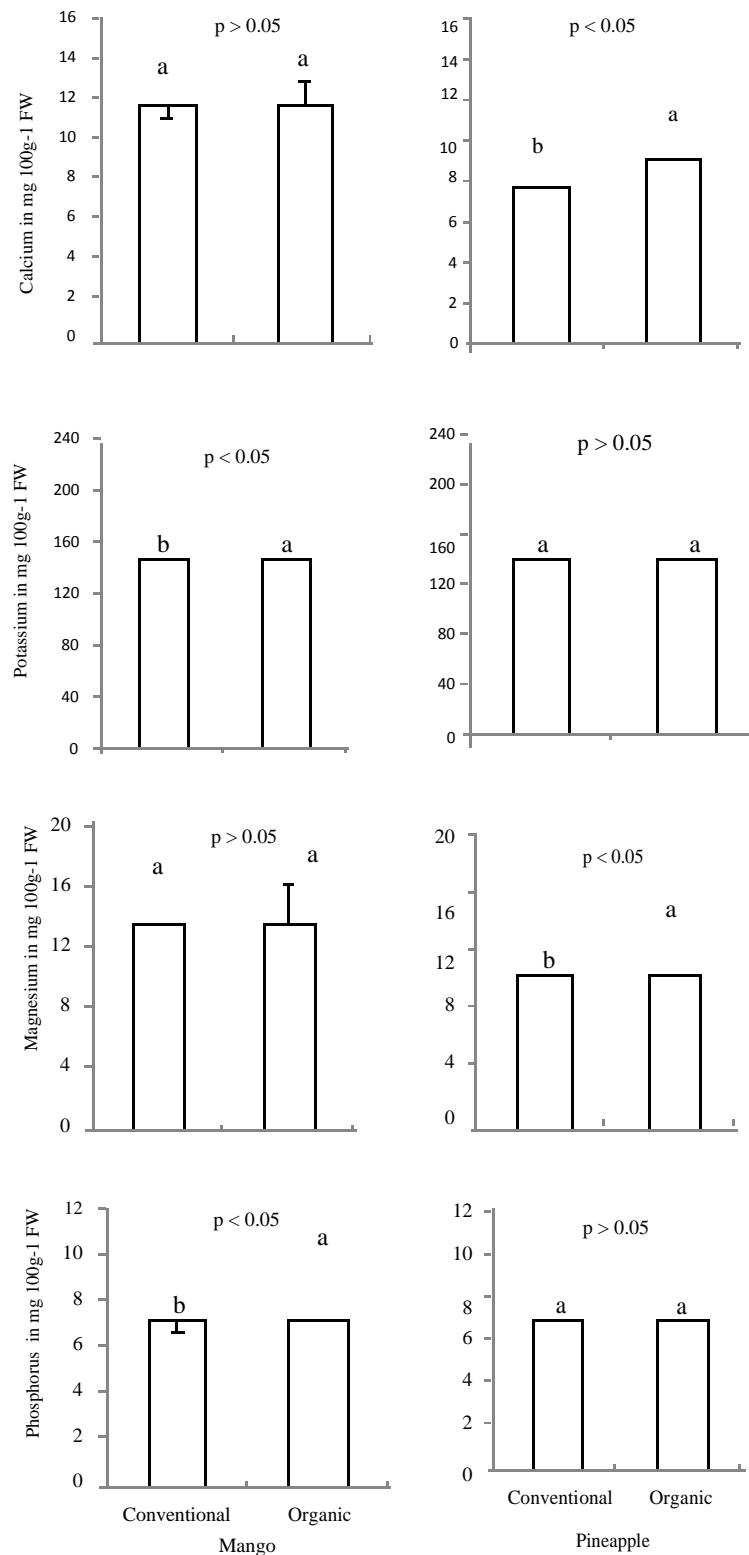 Calcium in mg 100g-1 FW
16
14
12
10
8
6
4
2
0
p > 0.05
a
a
16
14
12
10
8
6
4
2
0
p < 0.05
b
a
Potassium in mg 100g-1 FW
240
200
160
120
80
40
0
p < 0.05
b
a
240
200
160
120
80
40
0
p > 0.05
a
a
Magnesium in mg 100g-1 FW
20
16
12
8
4
0
p > 0.05
a
a
20
16
12
8
4
0
p < 0.05
b
a
Phosphorus in mg 100g-1 FW
12
10
8
6
4
2
0
p < 0.05
b
a
Conventional
Organic
Mango
12
10
8
6
4
2
0
p > 0.05
a
a
Conventional
Organic
Pineapple